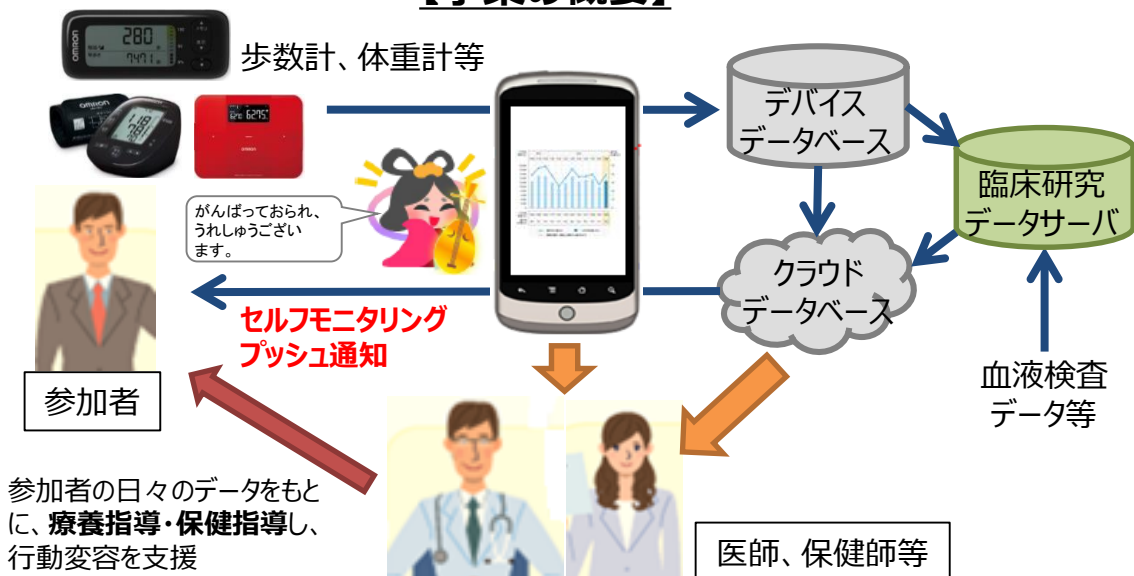 【事業の概要】
OMRON
280
7471
歩数計、体重計等
OMRON
デバイス
データベース
臨床研究
データサーバ
がんばっておられ、
うれしゅうござい
ます。
クラウド
データベース
セルフモニタリング
プッシュ通知
血液検査
データ等
参加者
参加者の日々のデータをもと
に、療養指導・保健指導し、
行動変容を支援
医師、保健師等